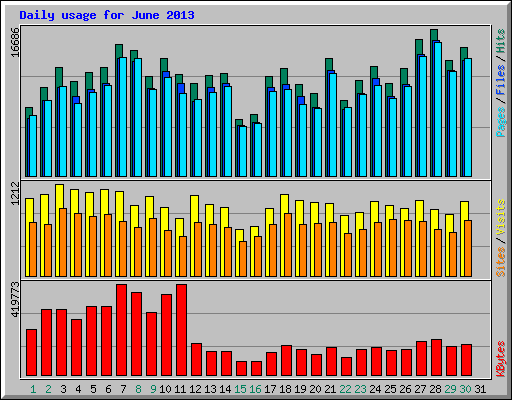 Daily usage for June 2013
16686
Pages / Files / Hits
1212
Sites / Visits
419773
KBytes
1 2 3 4 5 6 7 8 9 10 11 12 13 14 15 16 17 18 19 20 21 22 23 24 25 26 27 28 29 30 31